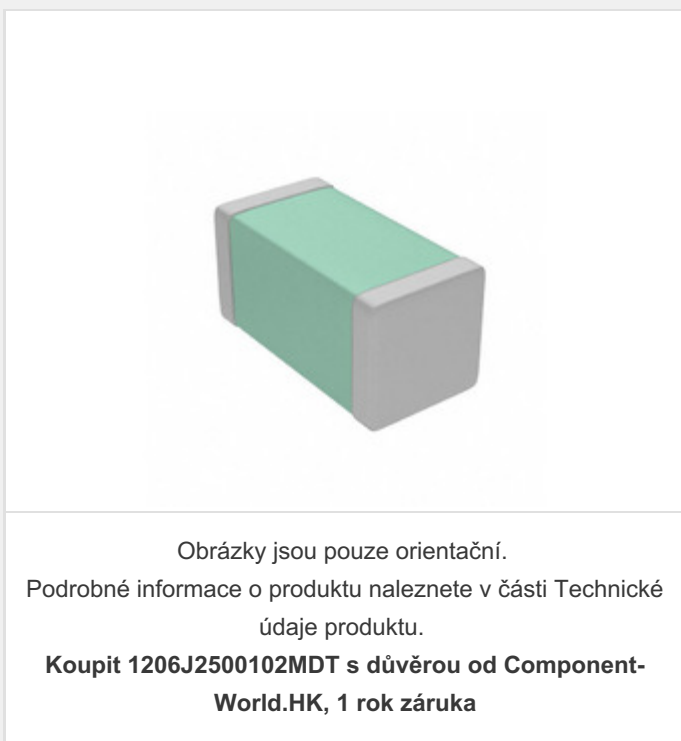 Obrázky jsou pouze orientační.
Podrobné informace o produktu naleznete v části Technické
údaje produktu.
Koupit 1206J2500102MDT s důvěrou od Component-
World.HK, 1 rok záruka